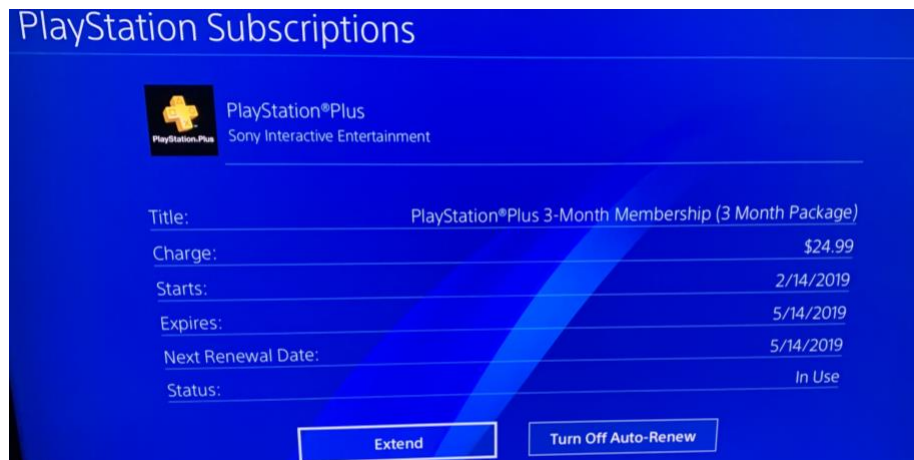 PlayStation Subscriptions
PlayStation.Plus
PlayStation®Plus
Sony Interactive Entertainment
Title: PlayStation®Plus 3-Month Membership (3 Month Package)
Charge: $24.99
Starts: 2/14/2019
Expires: 5/14/2019
Next Renewal Date: 5/14/2019
Status: In Use
Extend Turn Off Auto-Renew